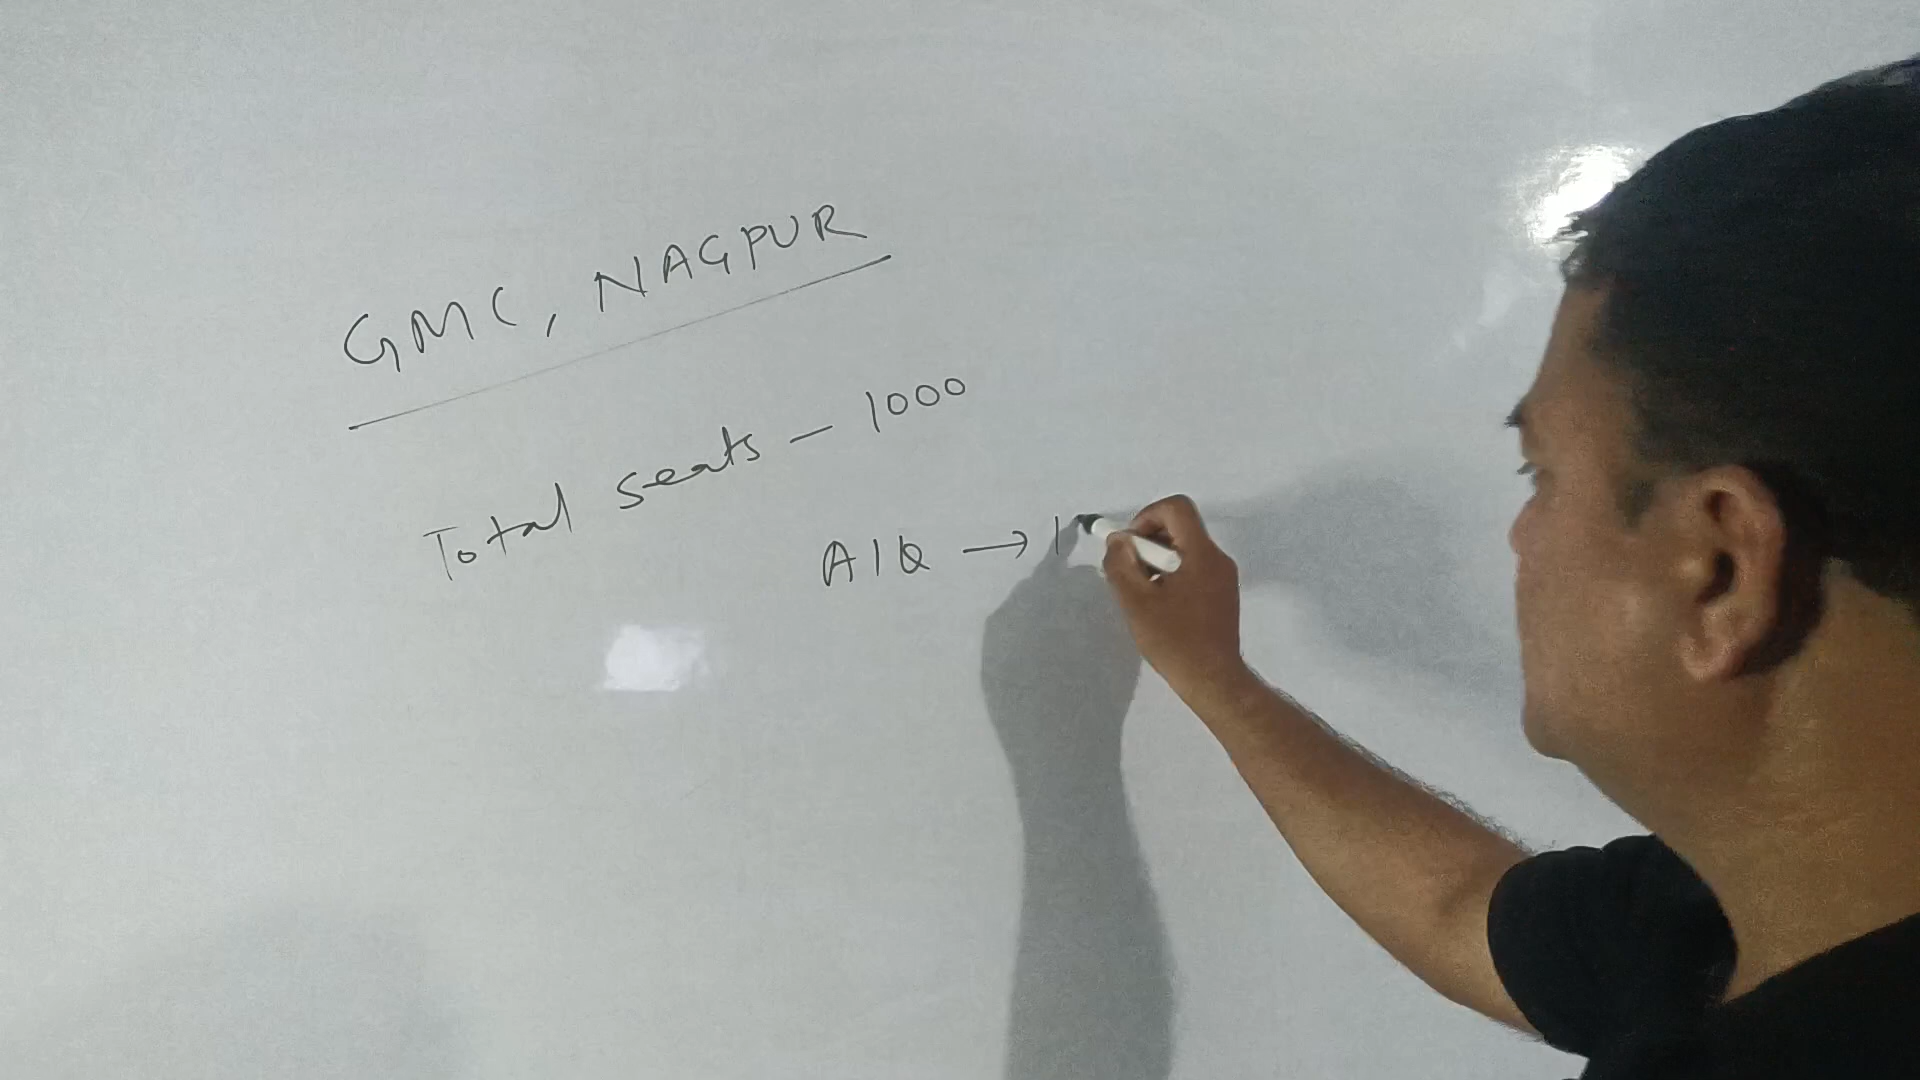 GMC, NAGPUR
Total seats - 1000
AIQ → 1